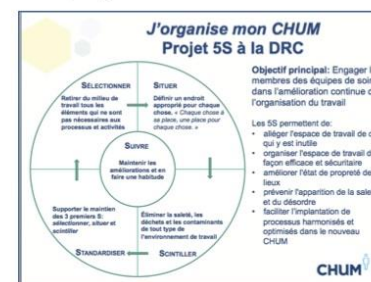 J'organise mon CHUM
Projet 5S à la DRC
SÉLECTIONNER
Retirer du milieu de
travail tous les
éléments qui ne sont
pas nécessaires aux
processus et activités
SITUER
Définir un endroit
approprié pour chaque
chose. « Chaque chose à
sa place, une place pour
chaque chose. »
SUIVRE
Maintenir les
améliorations et en
faire une habitude
Supporter le maintien
des 3 premiers S:
sélectionner, situer et
scintiller
STANDARDISER
Éliminer la saleté, les
déchets et les contaminants
de tout type de
l'environnement de travail
SCINTILLER
Objectif principal: Engager
membres des équipes de soi
dans l'amélioration continue
l'organisation du travail
Les 5S permettent de:
• alléger l'espace de travail de
qui y est inutile
• organiser l'espace de travail
façon efficace et sécuritaire
• améliorer l'état de propreté de
lieux
• prévenir l'apparition de la sale
et du désordre
• faciliter l'implantation de
processus harmonisés et
optimisés dans le nouveau
CHUM
CHUM